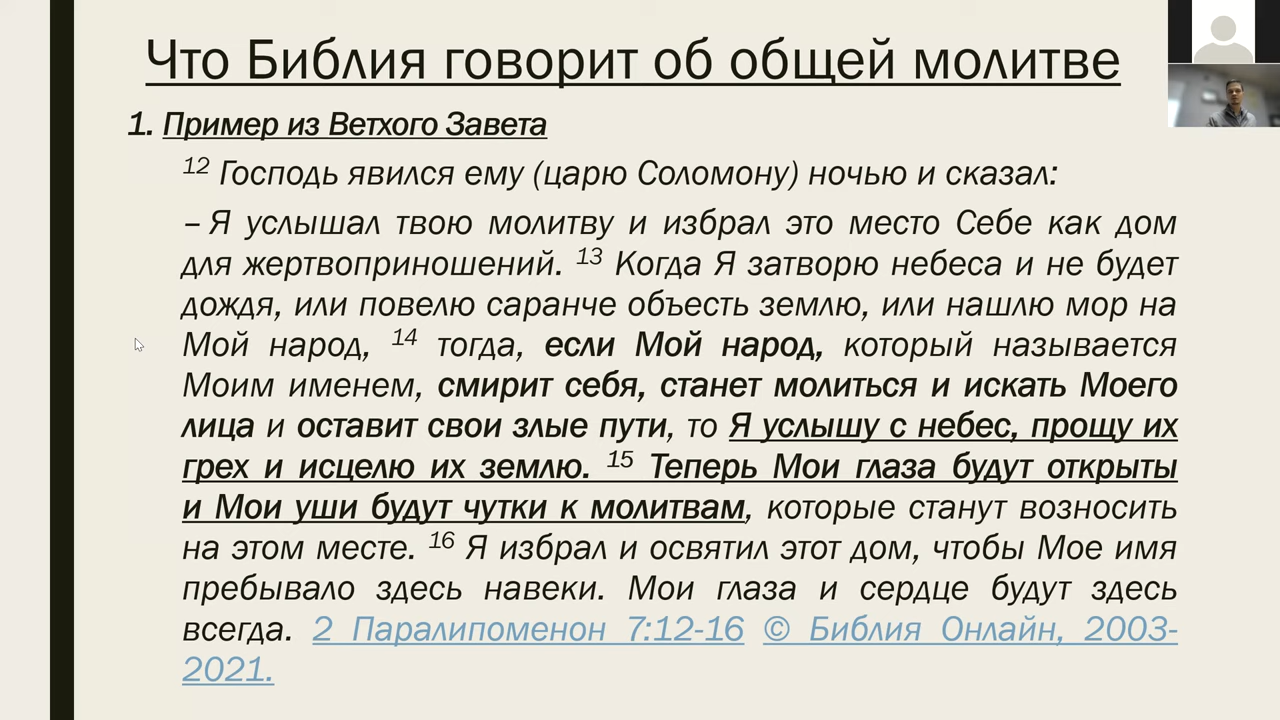 Что Библия говорит об общей молитве
1. Пример из Ветхого Завета
12 Господь явился ему (царю Соломону) ночью и сказал:
– Я услышал твою молитву и избрал это место Себе как дом
для жертвоприношений. 13 Когда Я затворю небеса и не будет
дождя, или повелю саранче объесть землю, или нашлю мор на
Мой народ, 14 тогда, если Мой народ, который называется
Моим именем, смирит себя, станет молиться и искать Моего
лица и оставит свои злые пути, то Я услышу с небес, прощу их
грех и исцелю их землю. 15 Теперь Мои глаза будут открыты
и Мои уши будут чутки к молитвам, которые станут возносить
на этом месте. 16 Я избрал и освятил этот дом, чтобы Мое имя
пребывало здесь навеки. Мои глаза и сердце будут здесь
всегда. 2 Паралипоменон 7:12-16 © Библия Онлайн, 2003-
2021.